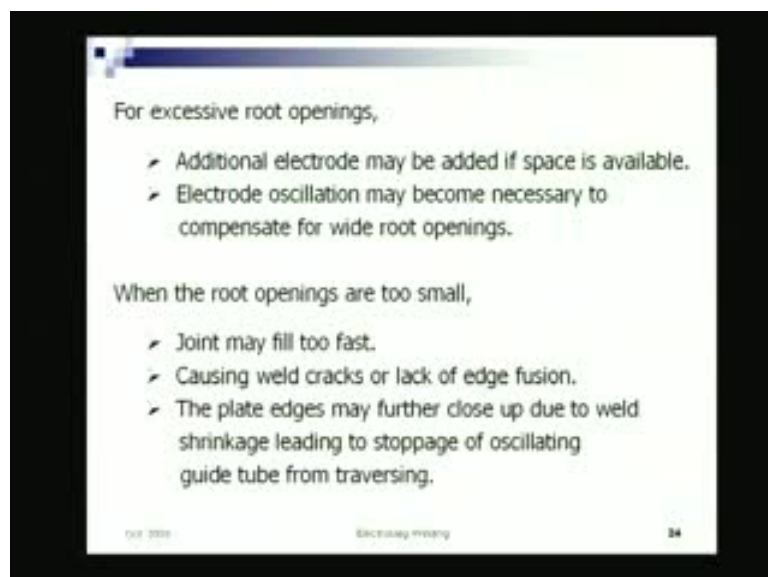 For excessive root openings,
➢ Additional electrode may be added if space is available.
➢ Electrode oscillation may become necessary to
compensate for wide root openings.
When the root openings are too small,
➢ Joint may fill too fast.
➢ Causing weld cracks or lack of edge fusion.
➢ The plate edges may further close up due to weld
shrinkage leading to stoppage of oscillating
guide tube from traversing.
Electroslag Welding